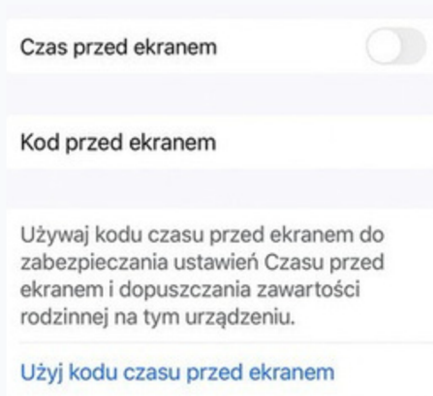 Czas przed ekranem
Kod przed ekranem
Używaj kodu czasu przed ekranem do
zabezpieczania ustawień Czasu przed
ekranem i dopuszczania zawartości
rodzinnej na tym urządzeniu.
Użyj kodu czasu przed ekranem